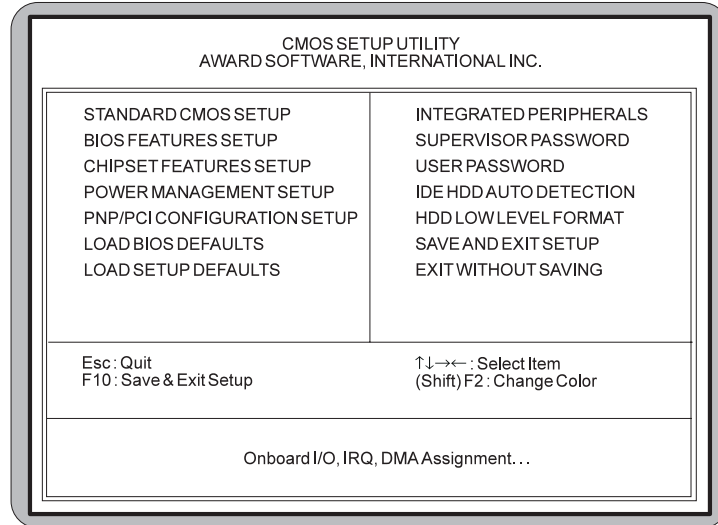 CMOS SETUP UTILITY
AWARD SOFTWARE, INTERNATIONAL INC.
STANDARD CMOS SETUP
BIOS FEATURES SETUP
CHIPSET FEATURES SETUP
POWER MANAGEMENT SETUP
PNP/PCI CONFIGURATION SETUP
LOAD BIOS DEFAULTS
LOAD SETUP DEFAULTS
INTEGRATED PERIPHERALS
SUPERVISOR PASSWORD
USER PASSWORD
IDE HDD AUTO DETECTION
HDD LOW LEVEL FORMAT
SAVE AND EXIT SETUP
EXIT WITHOUT SAVING
Esc : Quit
F10 : Save & Exit Setup
↑↓→← : Select Item
(Shift) F2 : Change Color
Onboard I/O, IRQ, DMA Assignment...